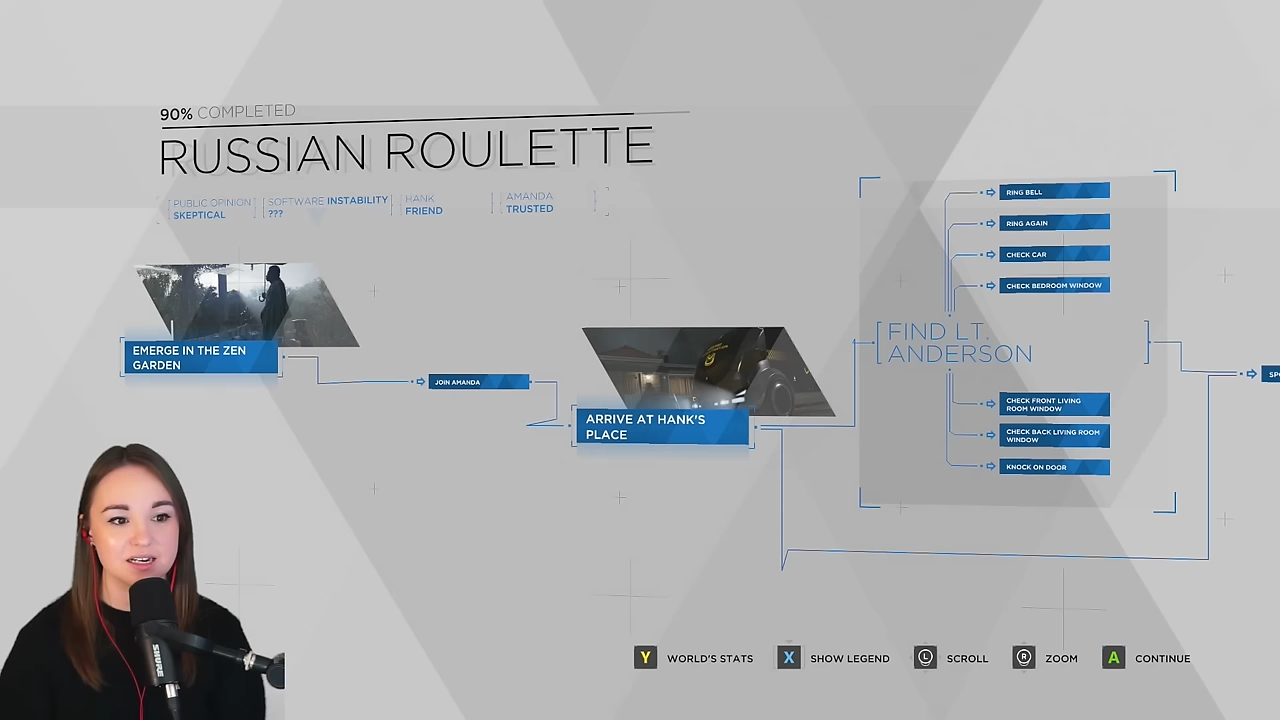 90% COMPLETED
RUSSIAN ROULETTE
PUBLIC OPINION
SKEPTICAL
SOFTWARE INSTABILITY
???
HANK
FRIEND
AMANDA
TRUSTED
EMERGE IN THE ZEN
GARDEN
JOIN AMANDA
ARRIVE AT HANK'S
PLACE
RING BELL
RING AGAIN
CHECK CAR
CHECK BEDROOM WINDOW
FIND LT.
ANDERSON
CHECK FRONT LIVING
ROOM WINDOW
CHECK BACK LIVING ROOM
WINDOW
KNOCK ON DOOR
Y WORLD'S STATS
X SHOW LEGEND
L SCROLL
R ZOOM
A CONTINUE
SHURE